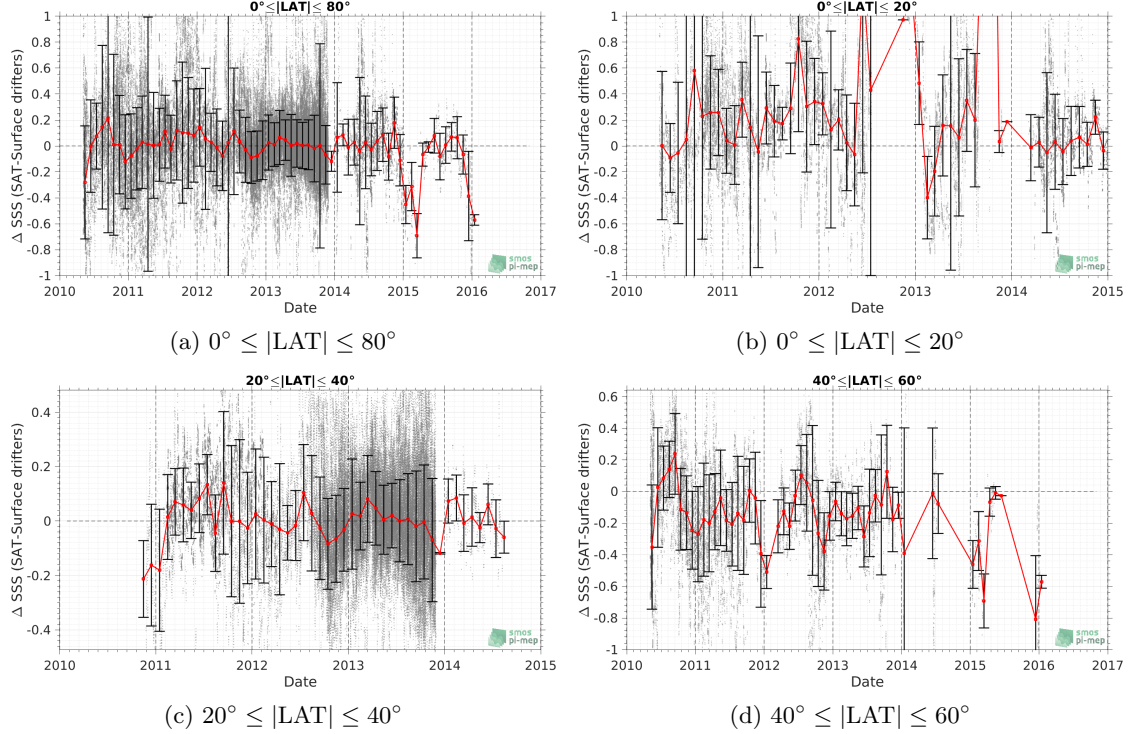 0°≤|LAT|≤ 80°
Δ SSS (SAT-Surface drifters)
1
0.8
0.6
0.4
0.2
0
-0.2
-0.4
-0.6
-0.8
-1
2010 2011 2012 2013 2014 2015 2016 2017
Date
smos
pi-mep
(a) 0° ≤ |LAT| ≤ 80°
0°≤|LAT|≤ 20°
Δ SSS (SAT-Surface drifters)
1
0.8
0.6
0.4
0.2
0
-0.2
-0.4
-0.6
-0.8
-1
2010 2011 2012 2013 2014 2015
Date
smos
pi-mep
(b) 0° ≤ |LAT| ≤ 20°
20°≤|LAT|≤ 40°
Δ SSS (SAT-Surface drifters)
0.4
0.2
0
-0.2
-0.4
2010 2011 2012 2013 2014 2015
Date
smos
pi-mep
(c) 20° ≤ |LAT| ≤ 40°
40°≤|LAT|≤ 60°
Δ SSS (SAT-Surface drifters)
0.6
0.4
0.2
0
-0.2
-0.4
-0.6
-0.8
-1
2010 2011 2012 2013 2014 2015 2016 2017
Date
smos
pi-mep
(d) 40° ≤ |LAT| ≤ 60°